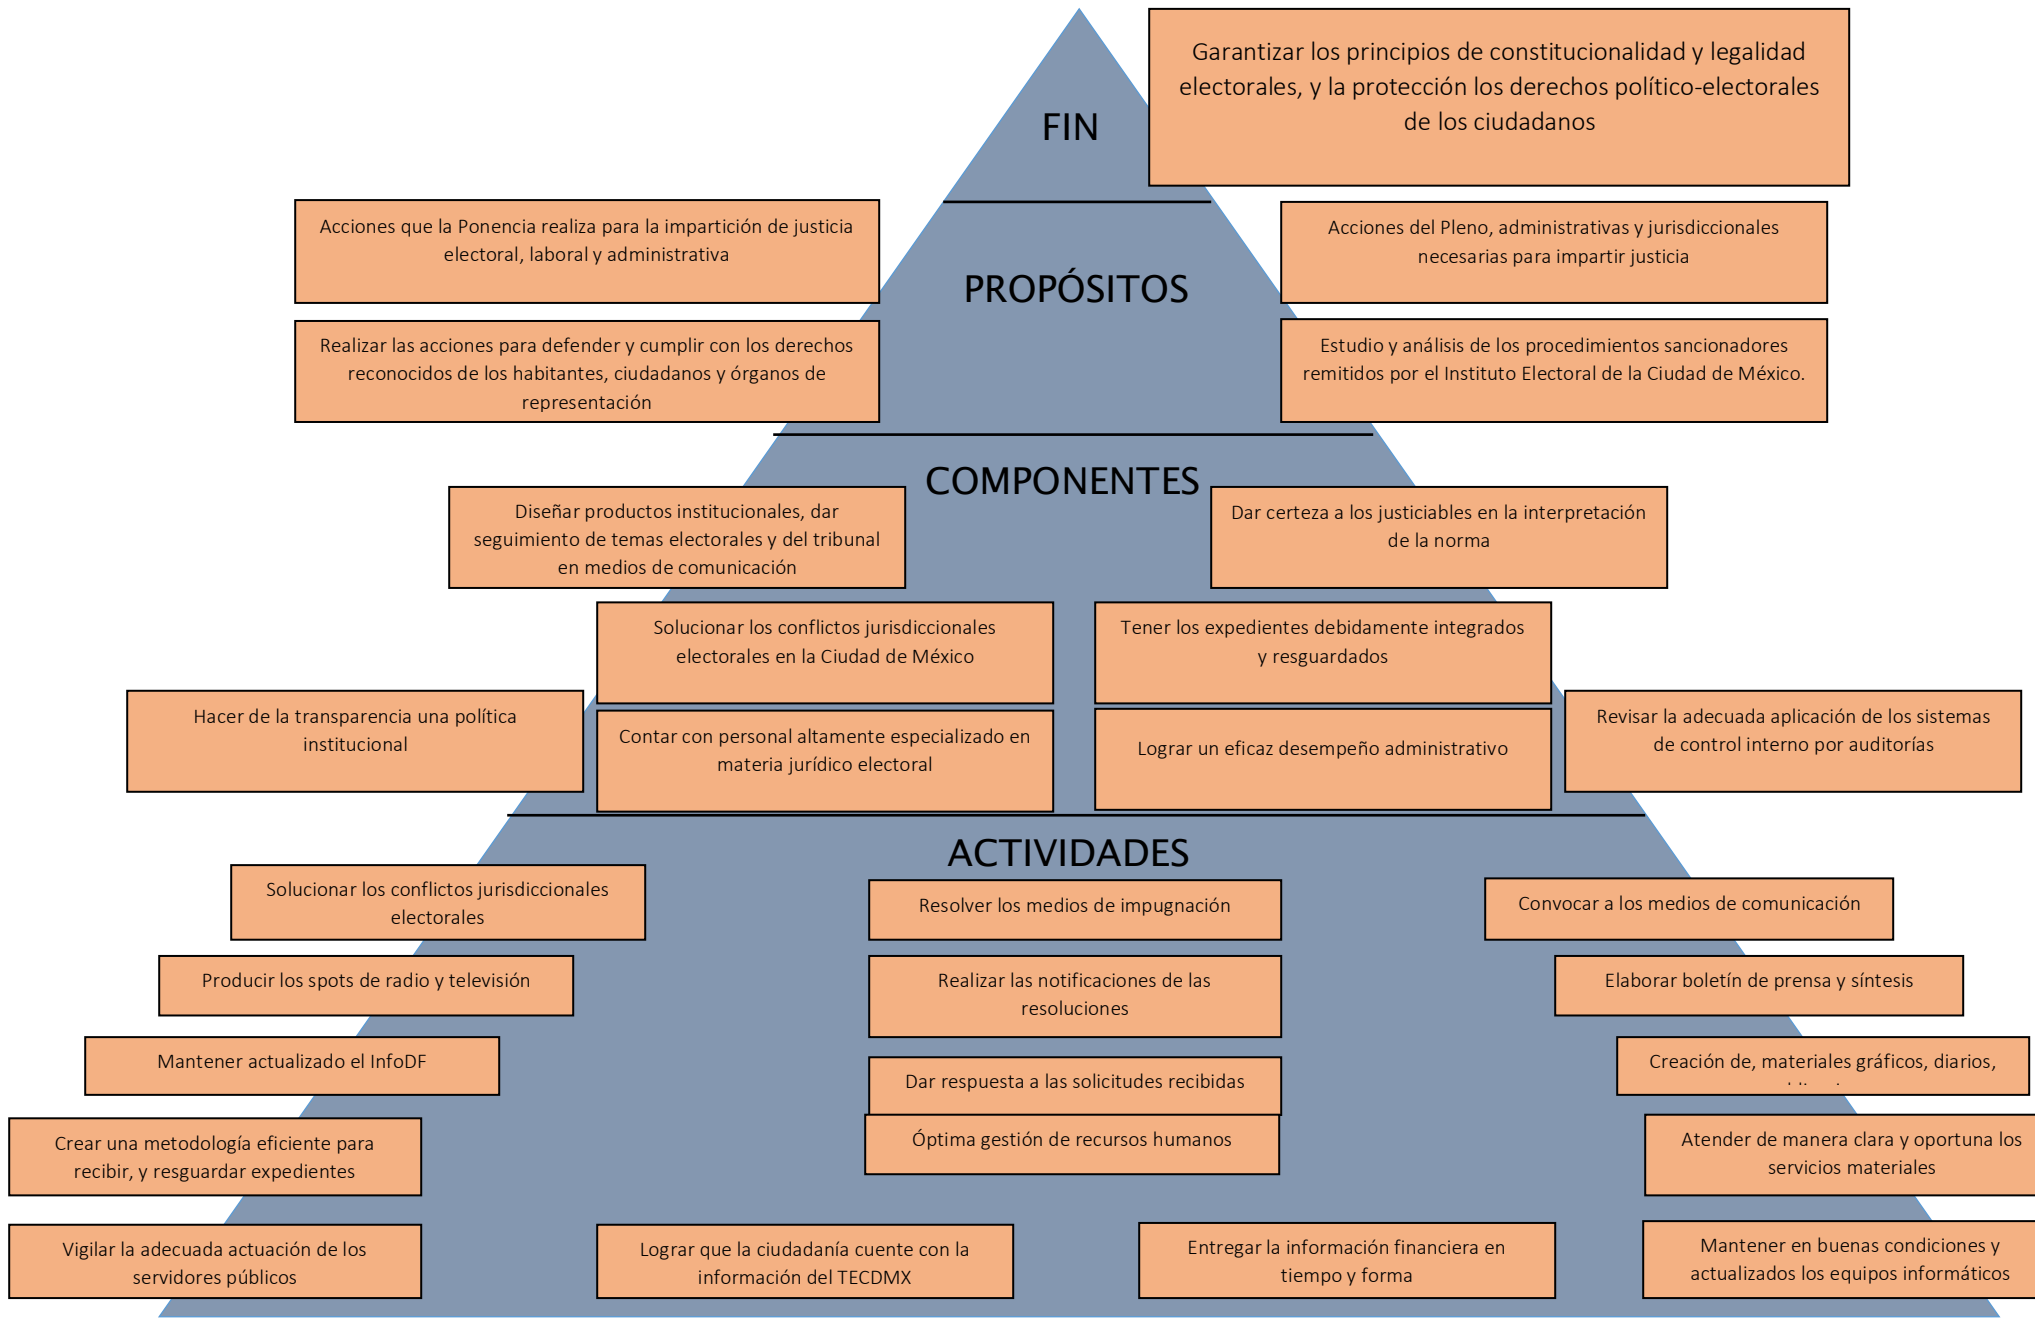 Garantizar los principios de constitucionalidad y legalidad
electorales, y la protección los derechos político-electorales
de los ciudadanos
FIN
Acciones que la Ponencia realiza para la impartición de justicia
electoral, laboral y administrativa
Acciones del Pleno, administrativas y jurisdiccionales
necesarias para impartir justicia
PROPÓSITOS
Realizar las acciones para defender y cumplir con los derechos
reconocidos de los habitantes, ciudadanos y órganos de
representación
Estudio y análisis de los procedimientos sancionadores
remitidos por el Instituto Electoral de la Ciudad de México.
COMPONENTES
Diseñar productos institucionales, dar
seguimiento de temas electorales y del tribunal
en medios de comunicación
Dar certeza a los justiciables en la interpretación
de la norma
Solucionar los conflictos jurisdiccionales
electorales en la Ciudad de México
Tener los expedientes debidamente integrados
y resguardados
Hacer de la transparencia una política
institucional
Contar con personal altamente especializado en
materia jurídico electoral
Lograr un eficaz desempeño administrativo
Revisar la adecuada aplicación de los sistemas
de control interno por auditorías
ACTIVIDADES
Solucionar los conflictos jurisdiccionales
electorales
Resolver los medios de impugnación
Convocar a los medios de comunicación
Producir los spots de radio y televisión
Realizar las notificaciones de las
resoluciones
Elaborar boletín de prensa y síntesis
Mantener actualizado el InfoDF
Dar respuesta a las solicitudes recibidas
Creación de, materiales gráficos, diarios,
Crear una metodología eficiente para
recibir, y resguardar expedientes
Óptima gestión de recursos humanos
Atender de manera clara y oportuna los
servicios materiales
Vigilar la adecuada actuación de los
servidores públicos
Lograr que la ciudadanía cuente con la
información del TECDMX
Entregar la información financiera en
tiempo y forma
Mantener en buenas condiciones y
actualizados los equipos informáticos